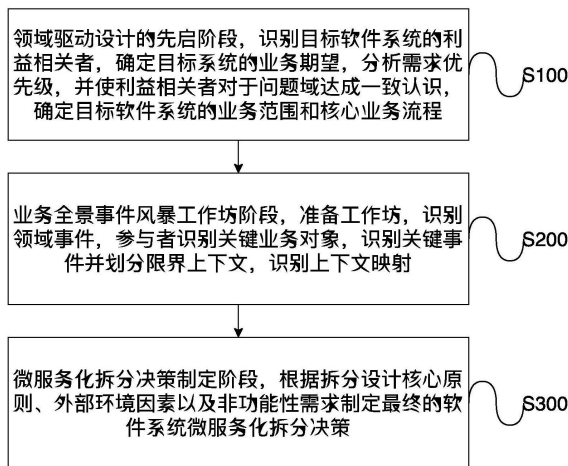 领域驱动设计的先启阶段，识别目标软件系统的利
益相关者，确定目标系统的业务期望，分析需求优
先级，并使利益相关者对于问题域达成一致认识，
确定目标软件系统的业务范围和核心业务流程
S100
业务全景事件风暴工作坊阶段，准备工作坊，识别
领域事件，参与者识别关键业务对象，识别关键事
件并划分限界上下文，识别上下文映射
S200
微服务化拆分决策制定阶段，根据拆分设计核心原
则、外部环境因素以及非功能性需求制定最终的软
件系统微服务化拆分决策
S300